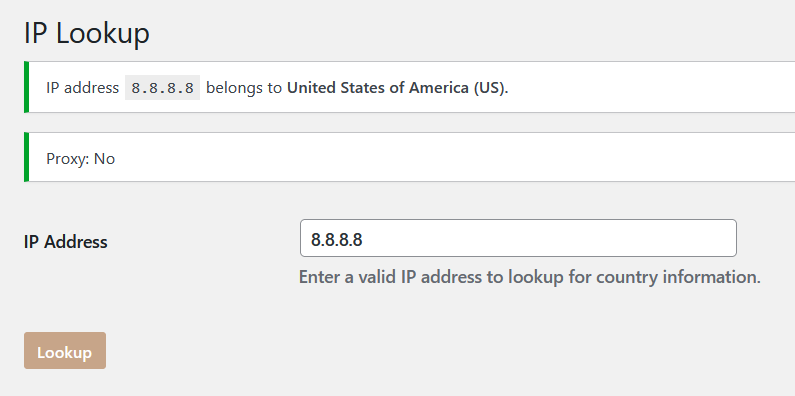 IP Lookup
IP address 8.8.8.8 belongs to United States of America (US).
Proxy: No
IP Address
8.8.8.8
Enter a valid IP address to lookup for country information.
Lookup